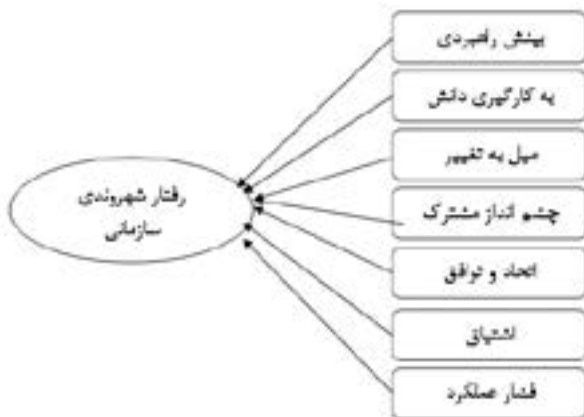 بینش راهبردی
به کارگیری دانش
میل به تغییر
چشم انداز مشترک
اتحاد و توافق
اشتیاق
فشار عملکرد
رفتار شهروندی
سازمانی